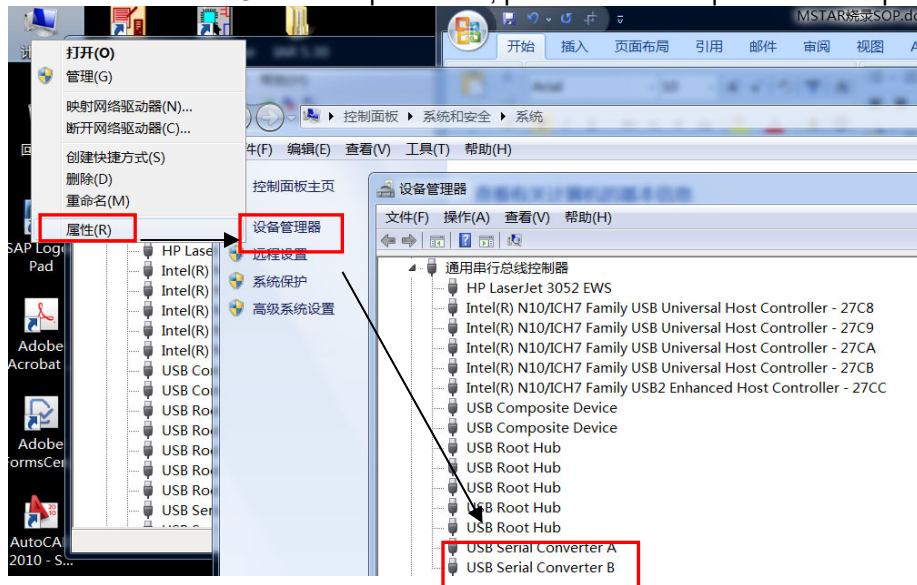 MSTAR烧录SOP.do
开始 插入 页面布局 引用 邮件 审阅 视图
打开(O)
管理(G)
映射网络驱动器(N)...
断开网络驱动器(C)...
创建快捷方式(S)
删除(D)
重命名(M)
属性(R)
控制面板 系统和安全 系统
编辑(E) 查看(V) 工具(T) 帮助(H)
控制面板主页
设备管理器
远程设置
系统保护
高级系统设置
SAP Logo
Pad
Adobe
Acrobat
Adobe
FormsCe
AutoCA
2010 - S...
HP Lase
Intel(R)
Intel(R)
Intel(R)
Intel(R)
Intel(R)
USB Co
USB Co
USB Ro
USB Ro
USB Ro
USB Ro
USB Ser
设备管理器
文件(F) 操作(A) 查看(V) 帮助(H)
通用串行总线控制器
HP LaserJet 3052 EWS
Intel(R) N10/ICH7 Family USB Universal Host Controller - 27C8
Intel(R) N10/ICH7 Family USB Universal Host Controller - 27C9
Intel(R) N10/ICH7 Family USB Universal Host Controller - 27CA
Intel(R) N10/ICH7 Family USB Universal Host Controller - 27CB
Intel(R) N10/ICH7 Family USB2 Enhanced Host Controller - 27CC
USB Composite Device
USB Composite Device
USB Root Hub
USB Root Hub
USB Root Hub
USB Root Hub
USB Root Hub
USB Serial Converter A
USB Serial Converter B